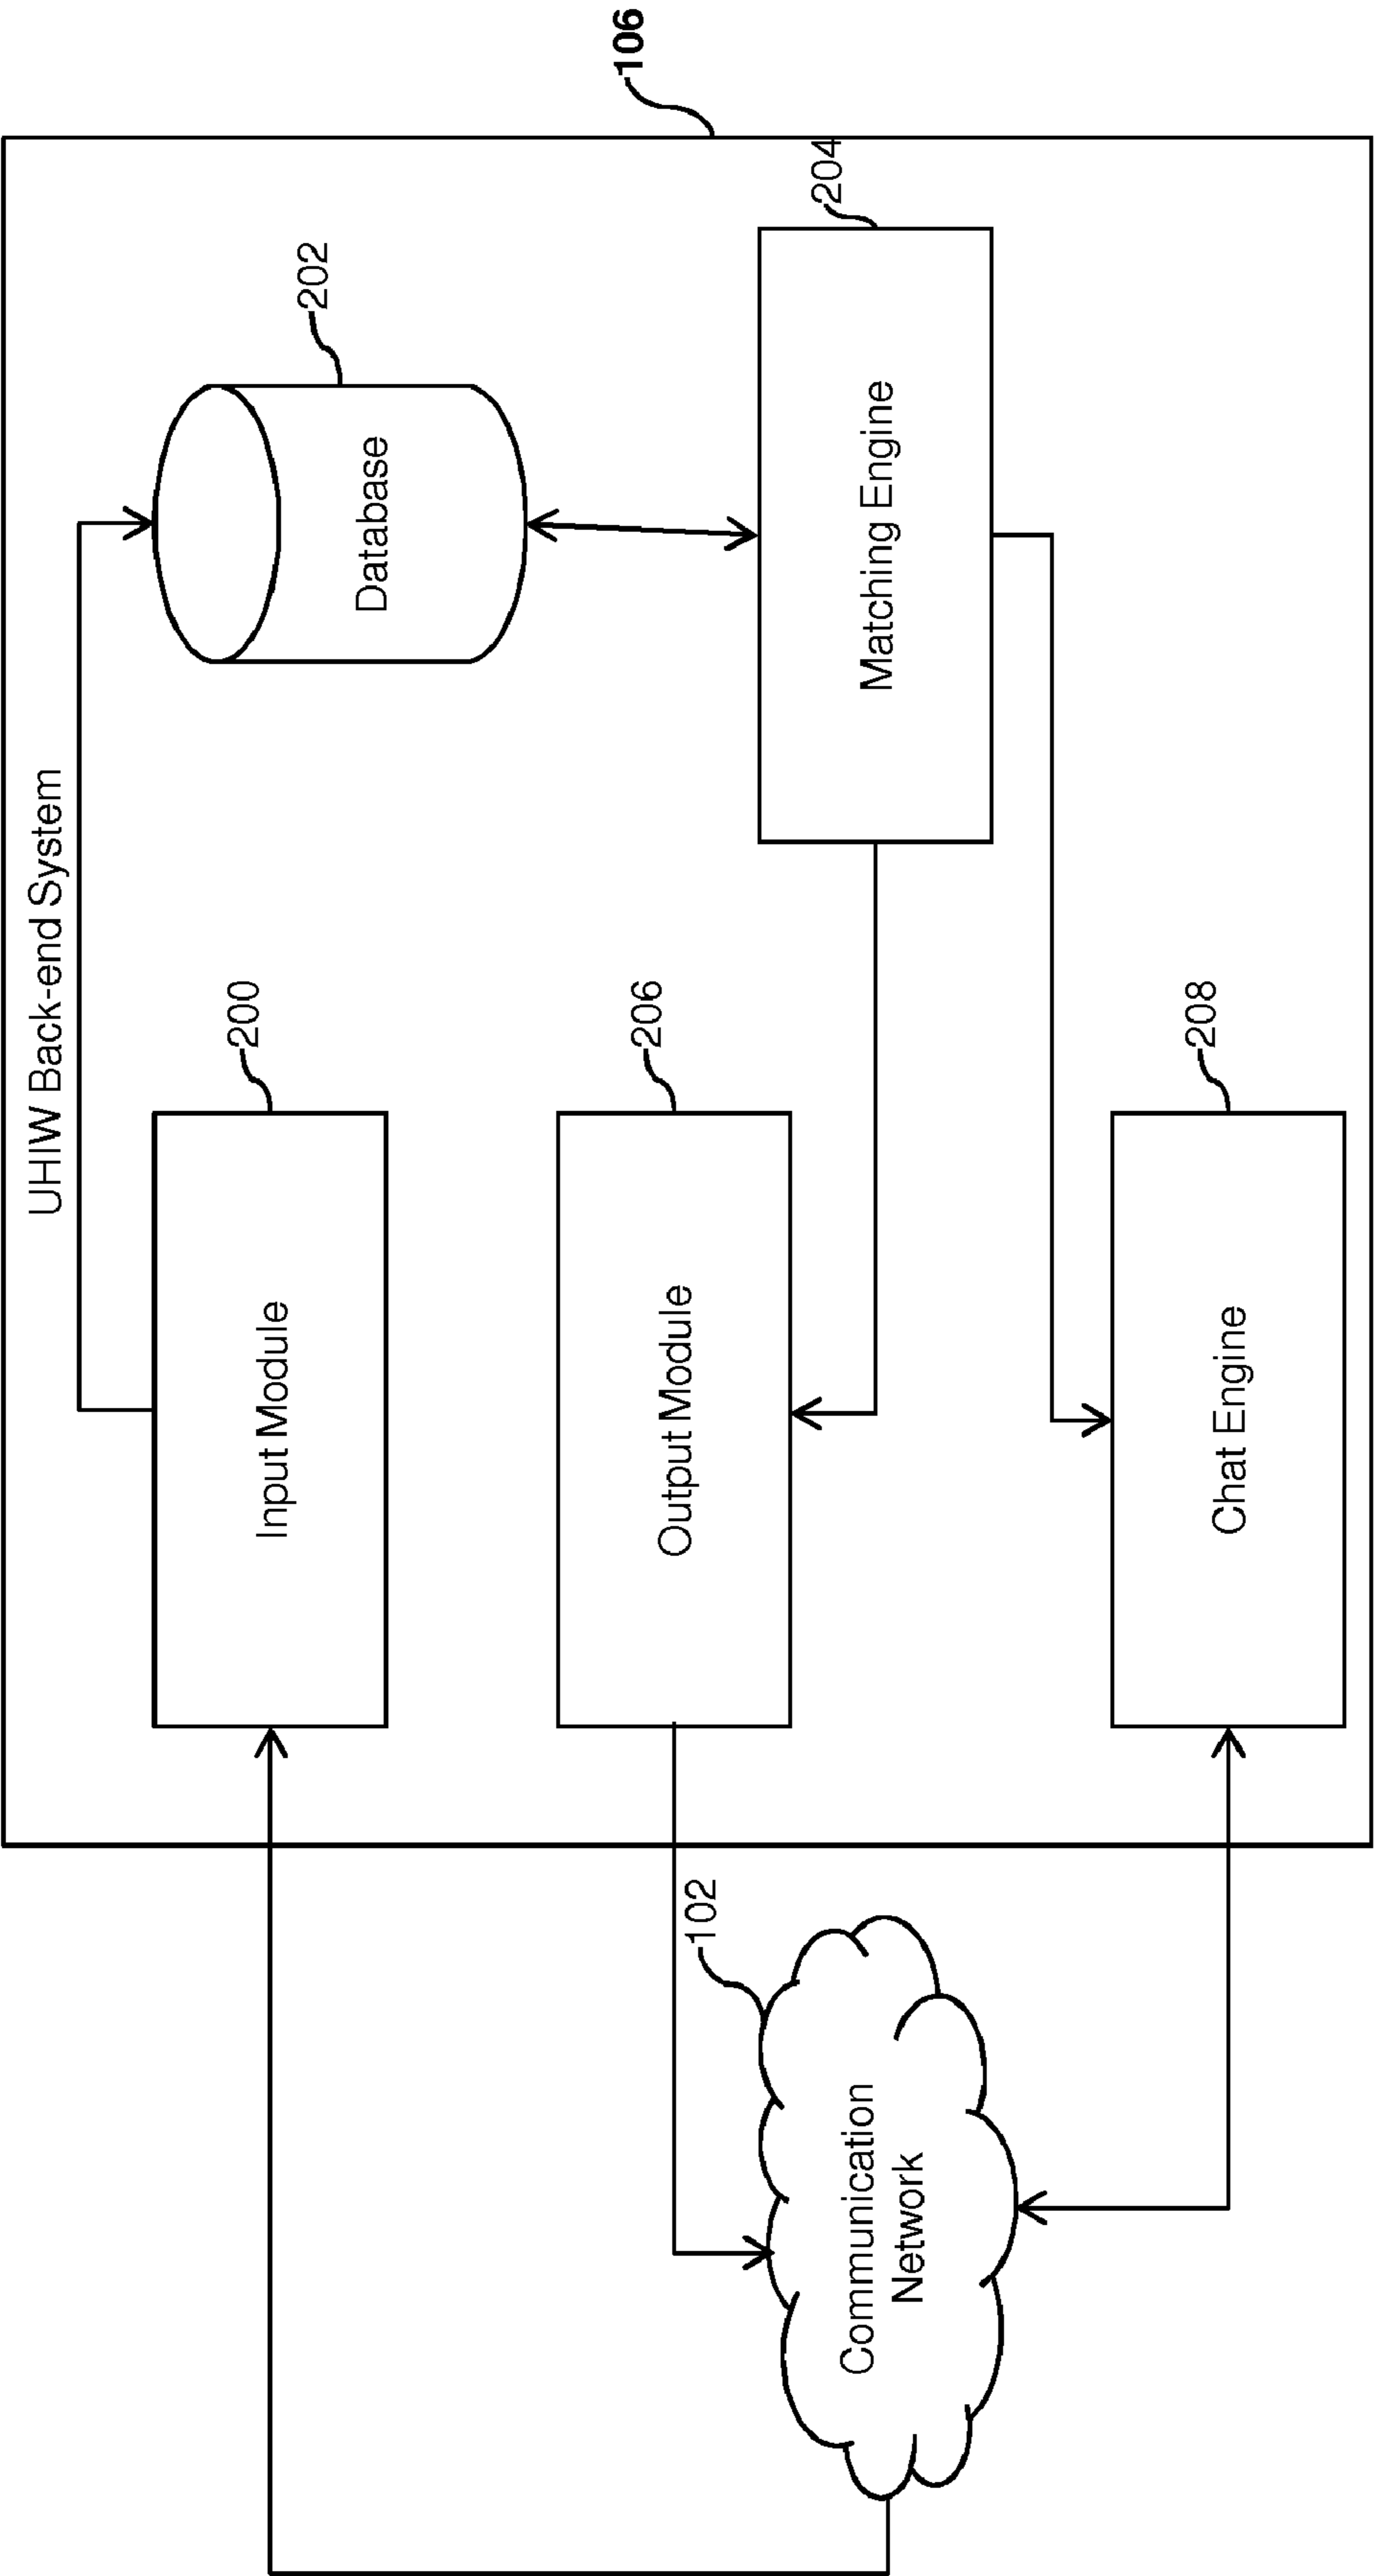 UHIW Back-end System
106
200
Input Module
202
Database
206
Output Module
204
Matching Engine
102
Communication
Network
208
Chat Engine